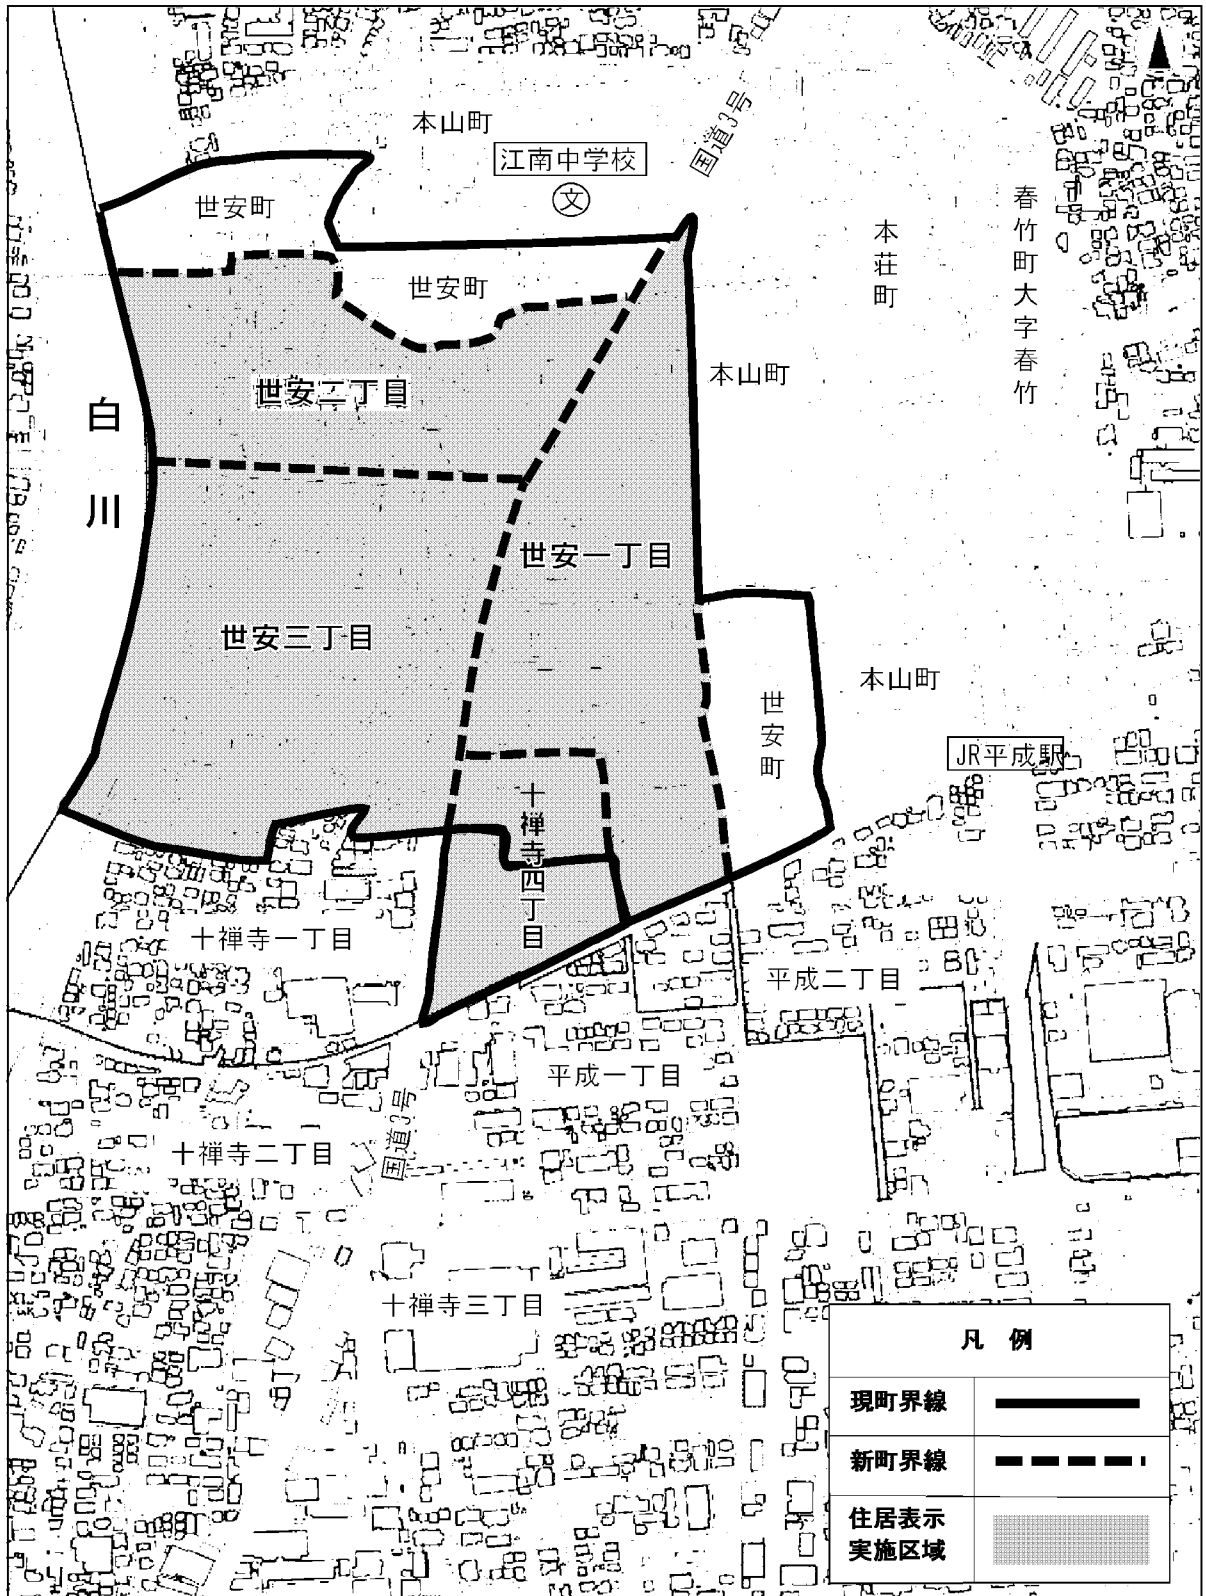 本山町
国道3号
江南中学校
文
世安町
本荘町
春竹町大字春竹
世安町
世安二丁目
本山町
白川
世安一丁目
世安三丁目
本山町
世安町
JR平成駅
十禅寺四丁目
十禅寺一丁目
平成二丁目
平成一丁目
国道3号
十禅寺二丁目
十禅寺三丁目
凡 例
現町界線
新町界線
住居表示
実施区域